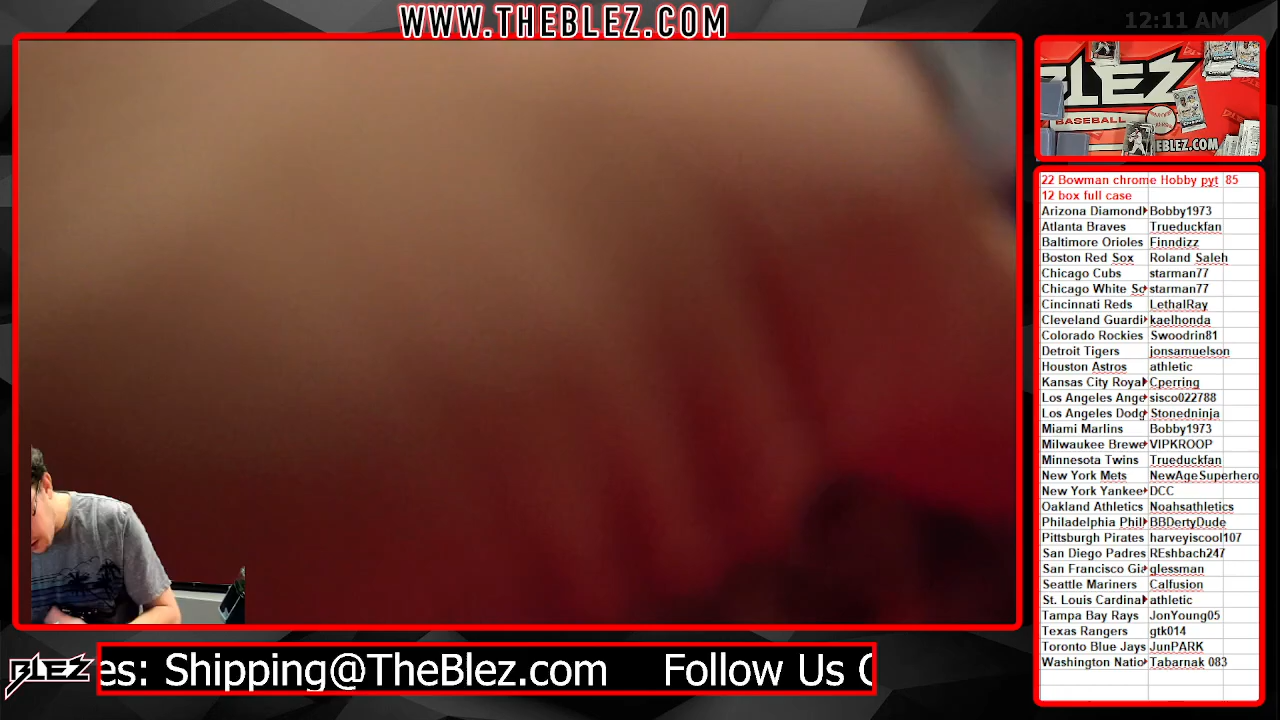 WWW.THEBLEZ.COM
12:11 AM
BLEZ
BASEBALL
EBLEZ.COM
22 Bowman chrome Hobby pyt 85
12 box full case
Arizona Diamond Bobby1973
Atlanta Braves Trueduckfan
Baltimore Orioles Finndizz
Boston Red Sox Roland Saleh
Chicago Cubs starman77
Chicago White So starman77
Cincinnati Reds LethalRay
Cleveland Guardi kaelhonda
Colorado Rockies Swoodrin81
Detroit Tigers jonsamuelson
Houston Astros athletic
Kansas City Royal Cperring
Los Angeles Ange sisco022788
Los Angeles Dodg Stonedninja
Miami Marlins Bobby1973
Milwaukee Brewe VIPKROOP
Minnesota Twins Trueduckfan
New York Mets NewAgeSuperhero
New York Yankee DCC
Oakland Athletics Noahsathletics
Philadelphia Phil BBDertyDude
Pittsburgh Pirates harveyiscool107
San Diego Padres REshbach247
San Francisco Gia glessman
Seattle Mariners Calfusion
St. Louis Cardina athletic
Tampa Bay Rays JonYoung05
Texas Rangers gtk014
Toronto Blue Jays JunPARK
Washington Natio Tabarnak 083
BLEZ
es: Shipping@TheBlez.com Follow Us